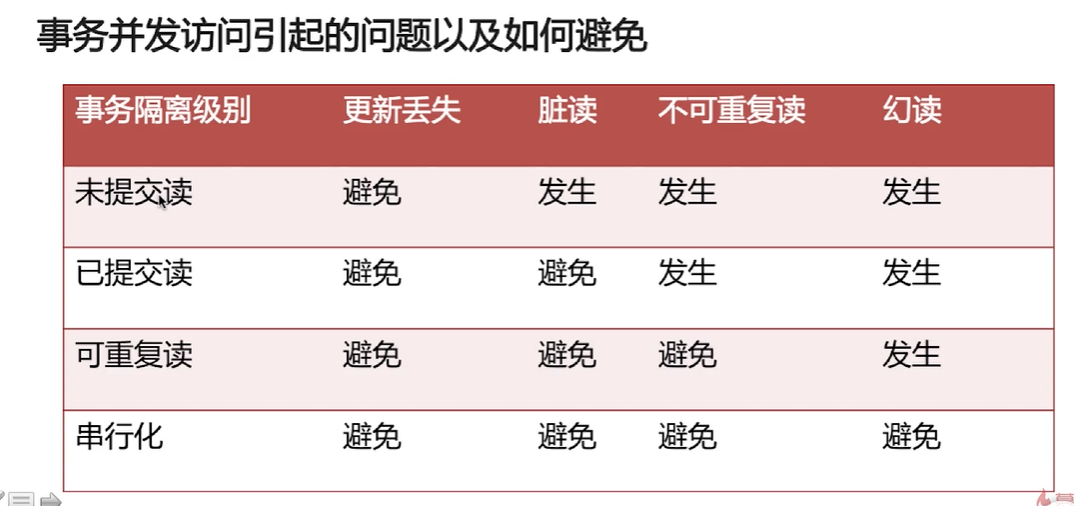 事务并发访问引起的问题以及如何避免
事务隔离级别 更新丢失 脏读 不可重复读 幻读
未提交读 避免 发生 发生 发生
已提交读 避免 避免 发生 发生
可重复读 避免 避免 避免 发生
串行化 避免 避免 避免 避免